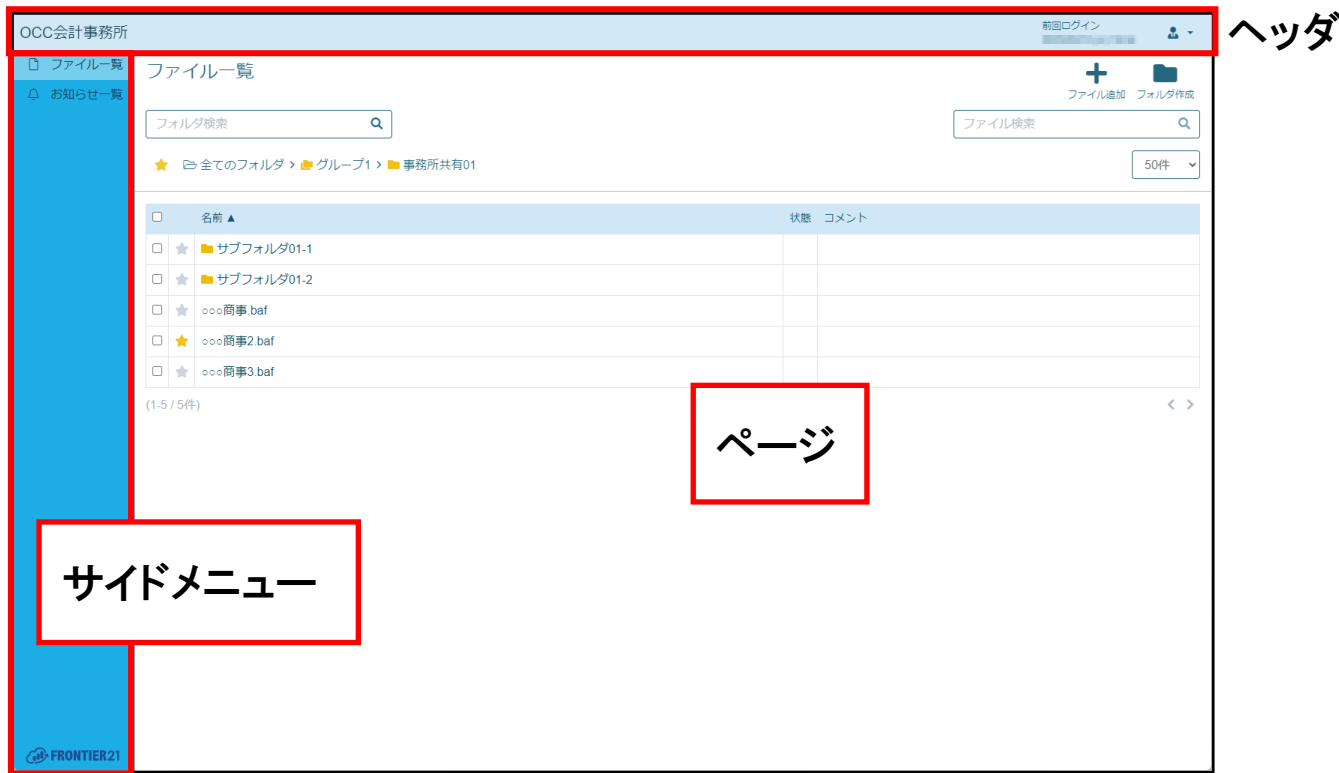 OCC会計事務所
前回ログイン
ヘッダ
ファイル一覧
お知らせ一覧
ファイル一覧
ファイル追加 フォルダ作成
フォルダ検索
ファイル検索
全てのフォルダ > グループ1 > 事務所共有01
50件
名前▲ 状態 コメント
サブフォルダ01-1
サブフォルダ01-2
○○○商事.baf
○○○商事2.baf
○○○商事3.baf
(1-5 / 5件)
< >
ページ
サイドメニュー
FRONTIER21